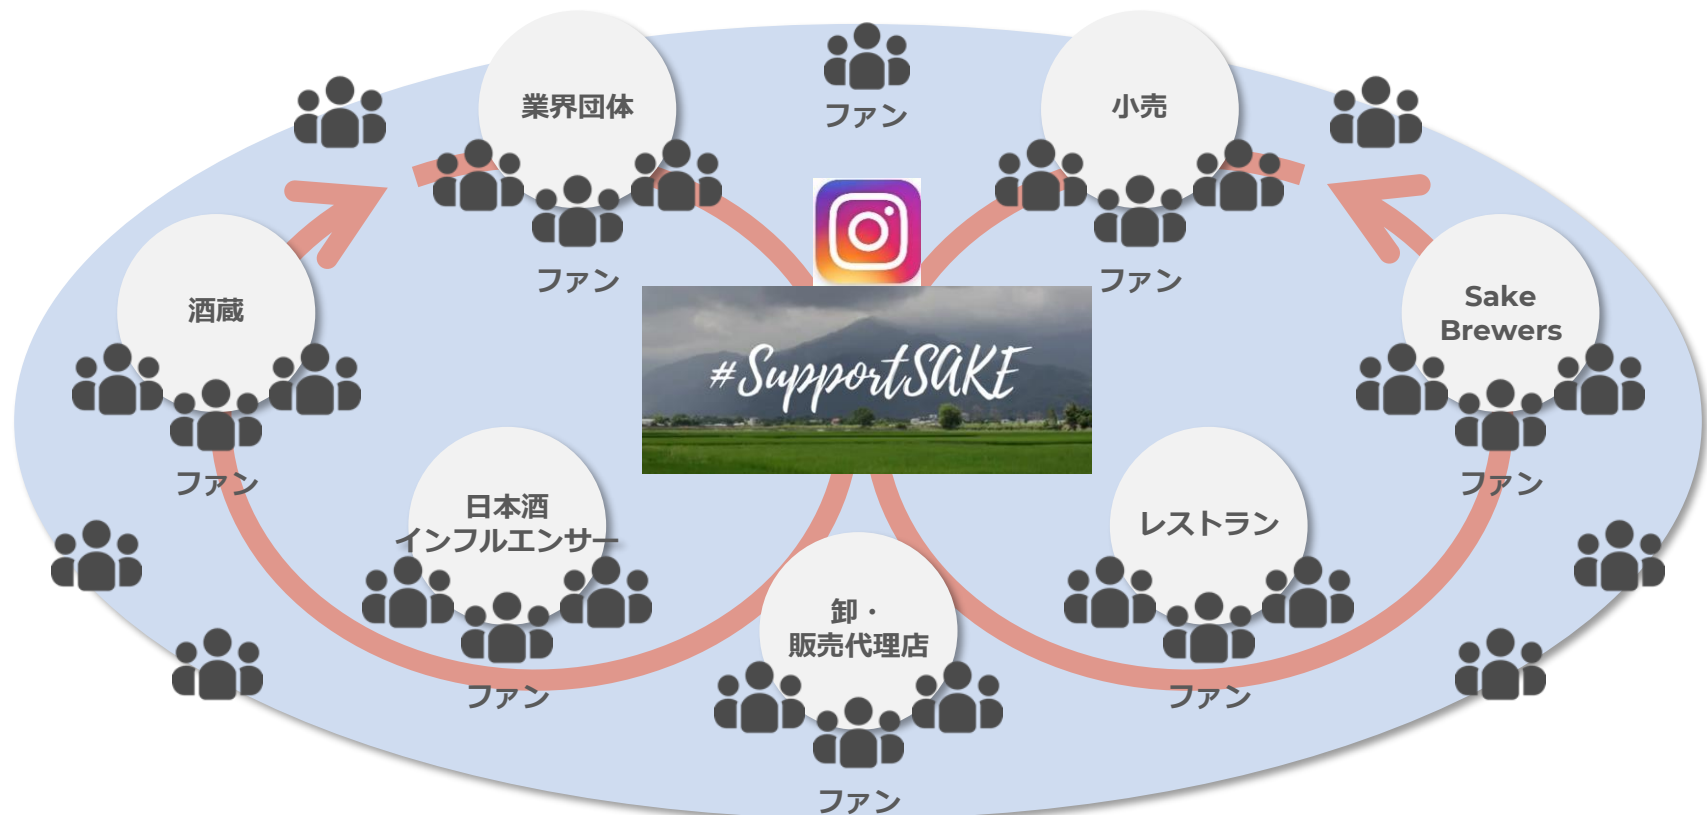 業界団体
ファン
小売
ファン
ファン
酒蔵
Sake
Brewers
#SupportSAKE
ファン
ファン
日本酒
インフルエンサー
レストラン
卸・
販売代理店
ファン
ファン
ファン